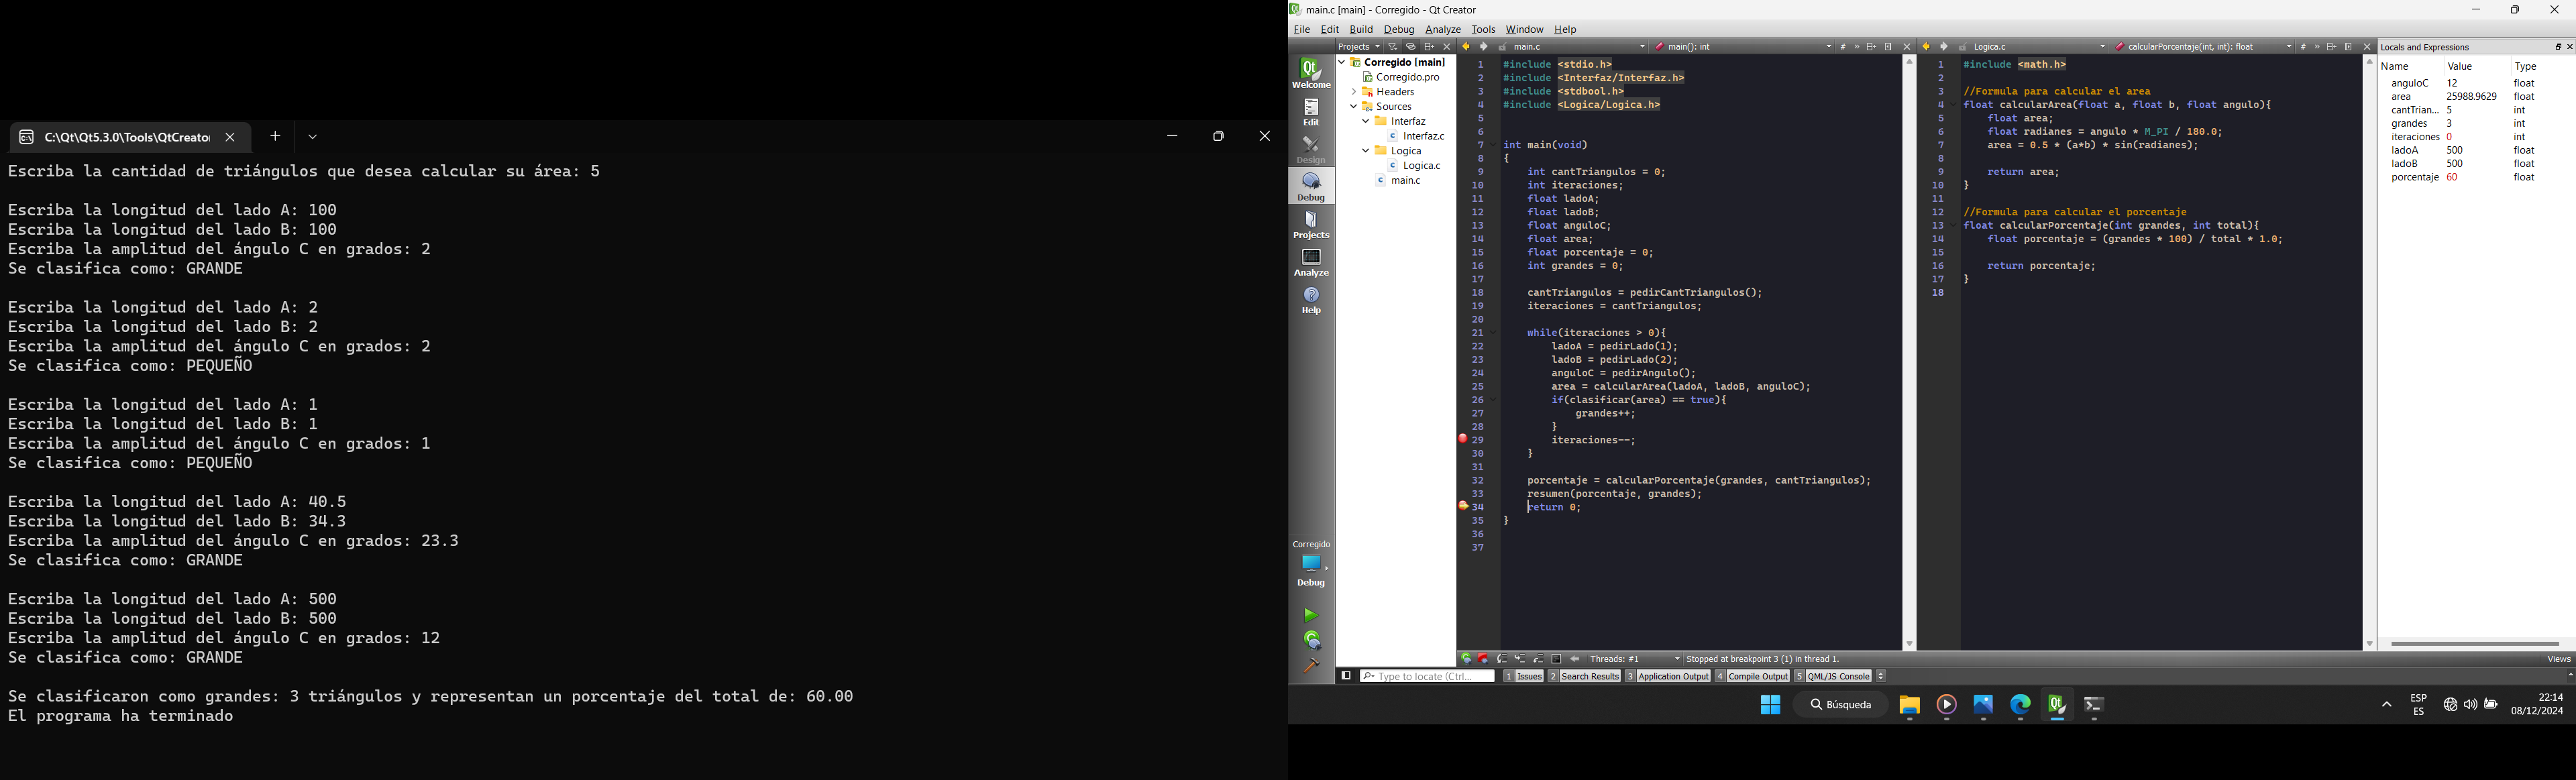 C:\Qt\Qt5.3.0\Tools\QtCreator
Escriba la cantidad de triángulos que desea calcular su área: 5
Escriba la longitud del lado A: 100
Escriba la longitud del lado B: 100
Escriba la amplitud del ángulo C en grados: 2
Se clasifica como: GRANDE
Escriba la longitud del lado A: 2
Escriba la longitud del lado B: 2
Escriba la amplitud del ángulo C en grados: 2
Se clasifica como: PEQUEÑO
Escriba la longitud del lado A: 1
Escriba la longitud del lado B: 1
Escriba la amplitud del ángulo C en grados: 1
Se clasifica como: PEQUEÑO
Escriba la longitud del lado A: 40.5
Escriba la longitud del lado B: 34.3
Escriba la amplitud del ángulo C en grados: 23.3
Se clasifica como: GRANDE
Escriba la longitud del lado A: 500
Escriba la longitud del lado B: 500
Escriba la amplitud del ángulo C en grados: 12
Se clasifica como: GRANDE
Se clasificaron como grandes: 3 triángulos y representan un porcentaje del total de: 60.00
El programa ha terminado
main.c [main] - Corregido - Qt Creator
File Edit Build Debug Analyze Tools Window Help
Welcome
Edit
Design
Debug
Projects
Analyze
Help
Corregido
Debug
Projects
Corregido [main]
Corregido.pro
Headers
Sources
Interfaz
Interfaz.c
Logica
Logica.c
main.c
main.c main(): int
1 #include <stdio.h>
2 #include <Interfaz/Interfaz.h>
3 #include <stdbool.h>
4 #include <Logica/Logica.h>
5
6
7 int main(void)
8 {
9 int cantTriangulos = 0;
10 int iteraciones;
11 float ladoA;
12 float ladoB;
13 float anguloC;
14 float area;
15 float porcentaje = 0;
16 int grandes = 0;
17
18 cantTriangulos = pedirCantTriangulos();
19 iteraciones = cantTriangulos;
20
21 while(iteraciones > 0){
22 ladoA = pedirLado(1);
23 ladoB = pedirLado(2);
24 anguloC = pedirAngulo();
25 area = calcularArea(ladoA, ladoB, anguloC);
26 if(clasificar(area) == true){
27 grandes++;
28 }
29 iteraciones--;
30 }
31
32 porcentaje = calcularPorcentaje(grandes, cantTriangulos);
33 resumen(porcentaje, grandes);
34 return 0;
35 }
36
37
Logica.c calcularPorcentaje(int, int): float
1 #include <math.h>
2
3 //Formula para calcular el area
4 float calcularArea(float a, float b, float angulo){
5 float area;
6 float radianes = angulo * M_PI / 180.0;
7 area = 0.5 * (a*b) * sin(radianes);
8
9 return area;
10 }
11
12 //Formula para calcular el porcentaje
13 float calcularPorcentaje(int grandes, int total){
14 float porcentaje = (grandes * 100) / total * 1.0;
15
16 return porcentaje;
17 }
18
Locals and Expressions
Name Value Type
anguloC 12 float
area 25988.9629 float
cantTrian... 5 int
grandes 3 int
iteraciones 0 int
ladoA 500 float
ladoB 500 float
porcentaje 60 float
Threads: #1 Stopped at breakpoint 3 (1) in thread 1.
Views
Type to locate (Ctrl... 1 Issues 2 Search Results 3 Application Output 4 Compile Output 5 QML/JS Console
Búsqueda
ESP
ES
22:14
08/12/2024